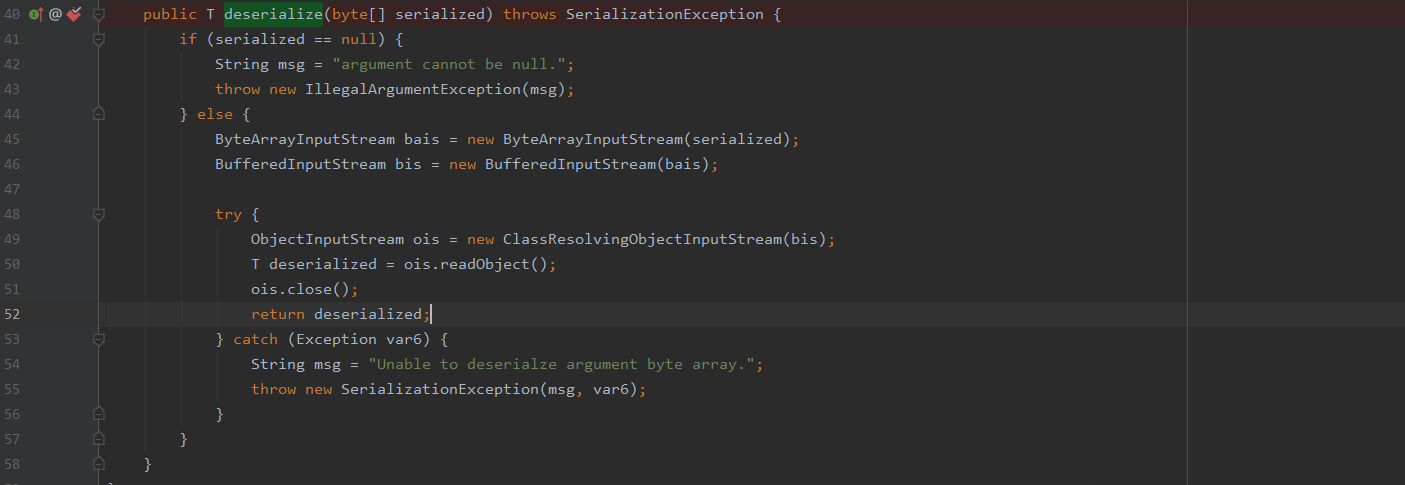 40 @ public T deserialize(byte[] serialized) throws SerializationException {
41 if (serialized == null) {
42 String msg = "argument cannot be null.";
43 throw new IllegalArgumentException(msg);
44 } else {
45 ByteArrayInputStream bais = new ByteArrayInputStream(serialized);
46 BufferedInputStream bis = new BufferedInputStream(bais);
47
48 try {
49 ObjectInputStream ois = new ClassResolvingObjectInputStream(bis);
50 T deserialized = ois.readObject();
51 ois.close();
52 return deserialized;
53 } catch (Exception var6) {
54 String msg = "Unable to deserialze argument byte array.";
55 throw new SerializationException(msg, var6);
56 }
57 }
58 }